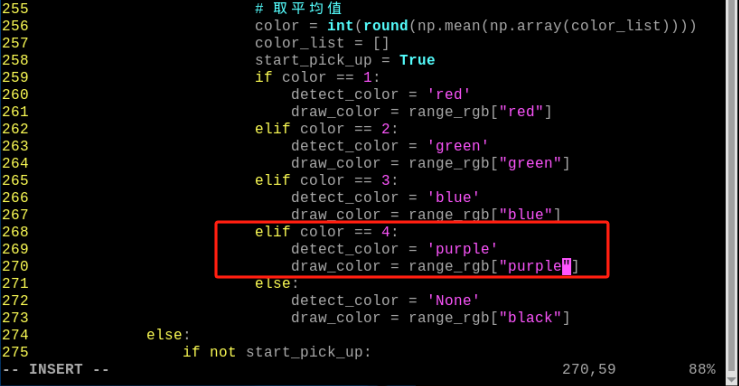 255                         # 取平均值
256                         color = int(round(np.mean(np.array(color_list))))
257                         color_list = []
258                         start_pick_up = True
259                         if color == 1:
260                             detect_color = 'red'
261                             draw_color = range_rgb["red"]
262                         elif color == 2:
263                             detect_color = 'green'
264                             draw_color = range_rgb["green"]
265                         elif color == 3:
266                             detect_color = 'blue'
267                             draw_color = range_rgb["blue"]
268                         elif color == 4:
269                             detect_color = 'purple'
270                             draw_color = range_rgb["purple"]
271                         else:
272                             detect_color = 'None'
273                             draw_color = range_rgb["black"]
274             else:
275                 if not start_pick_up:
-- INSERT --                                                  270,59        88%